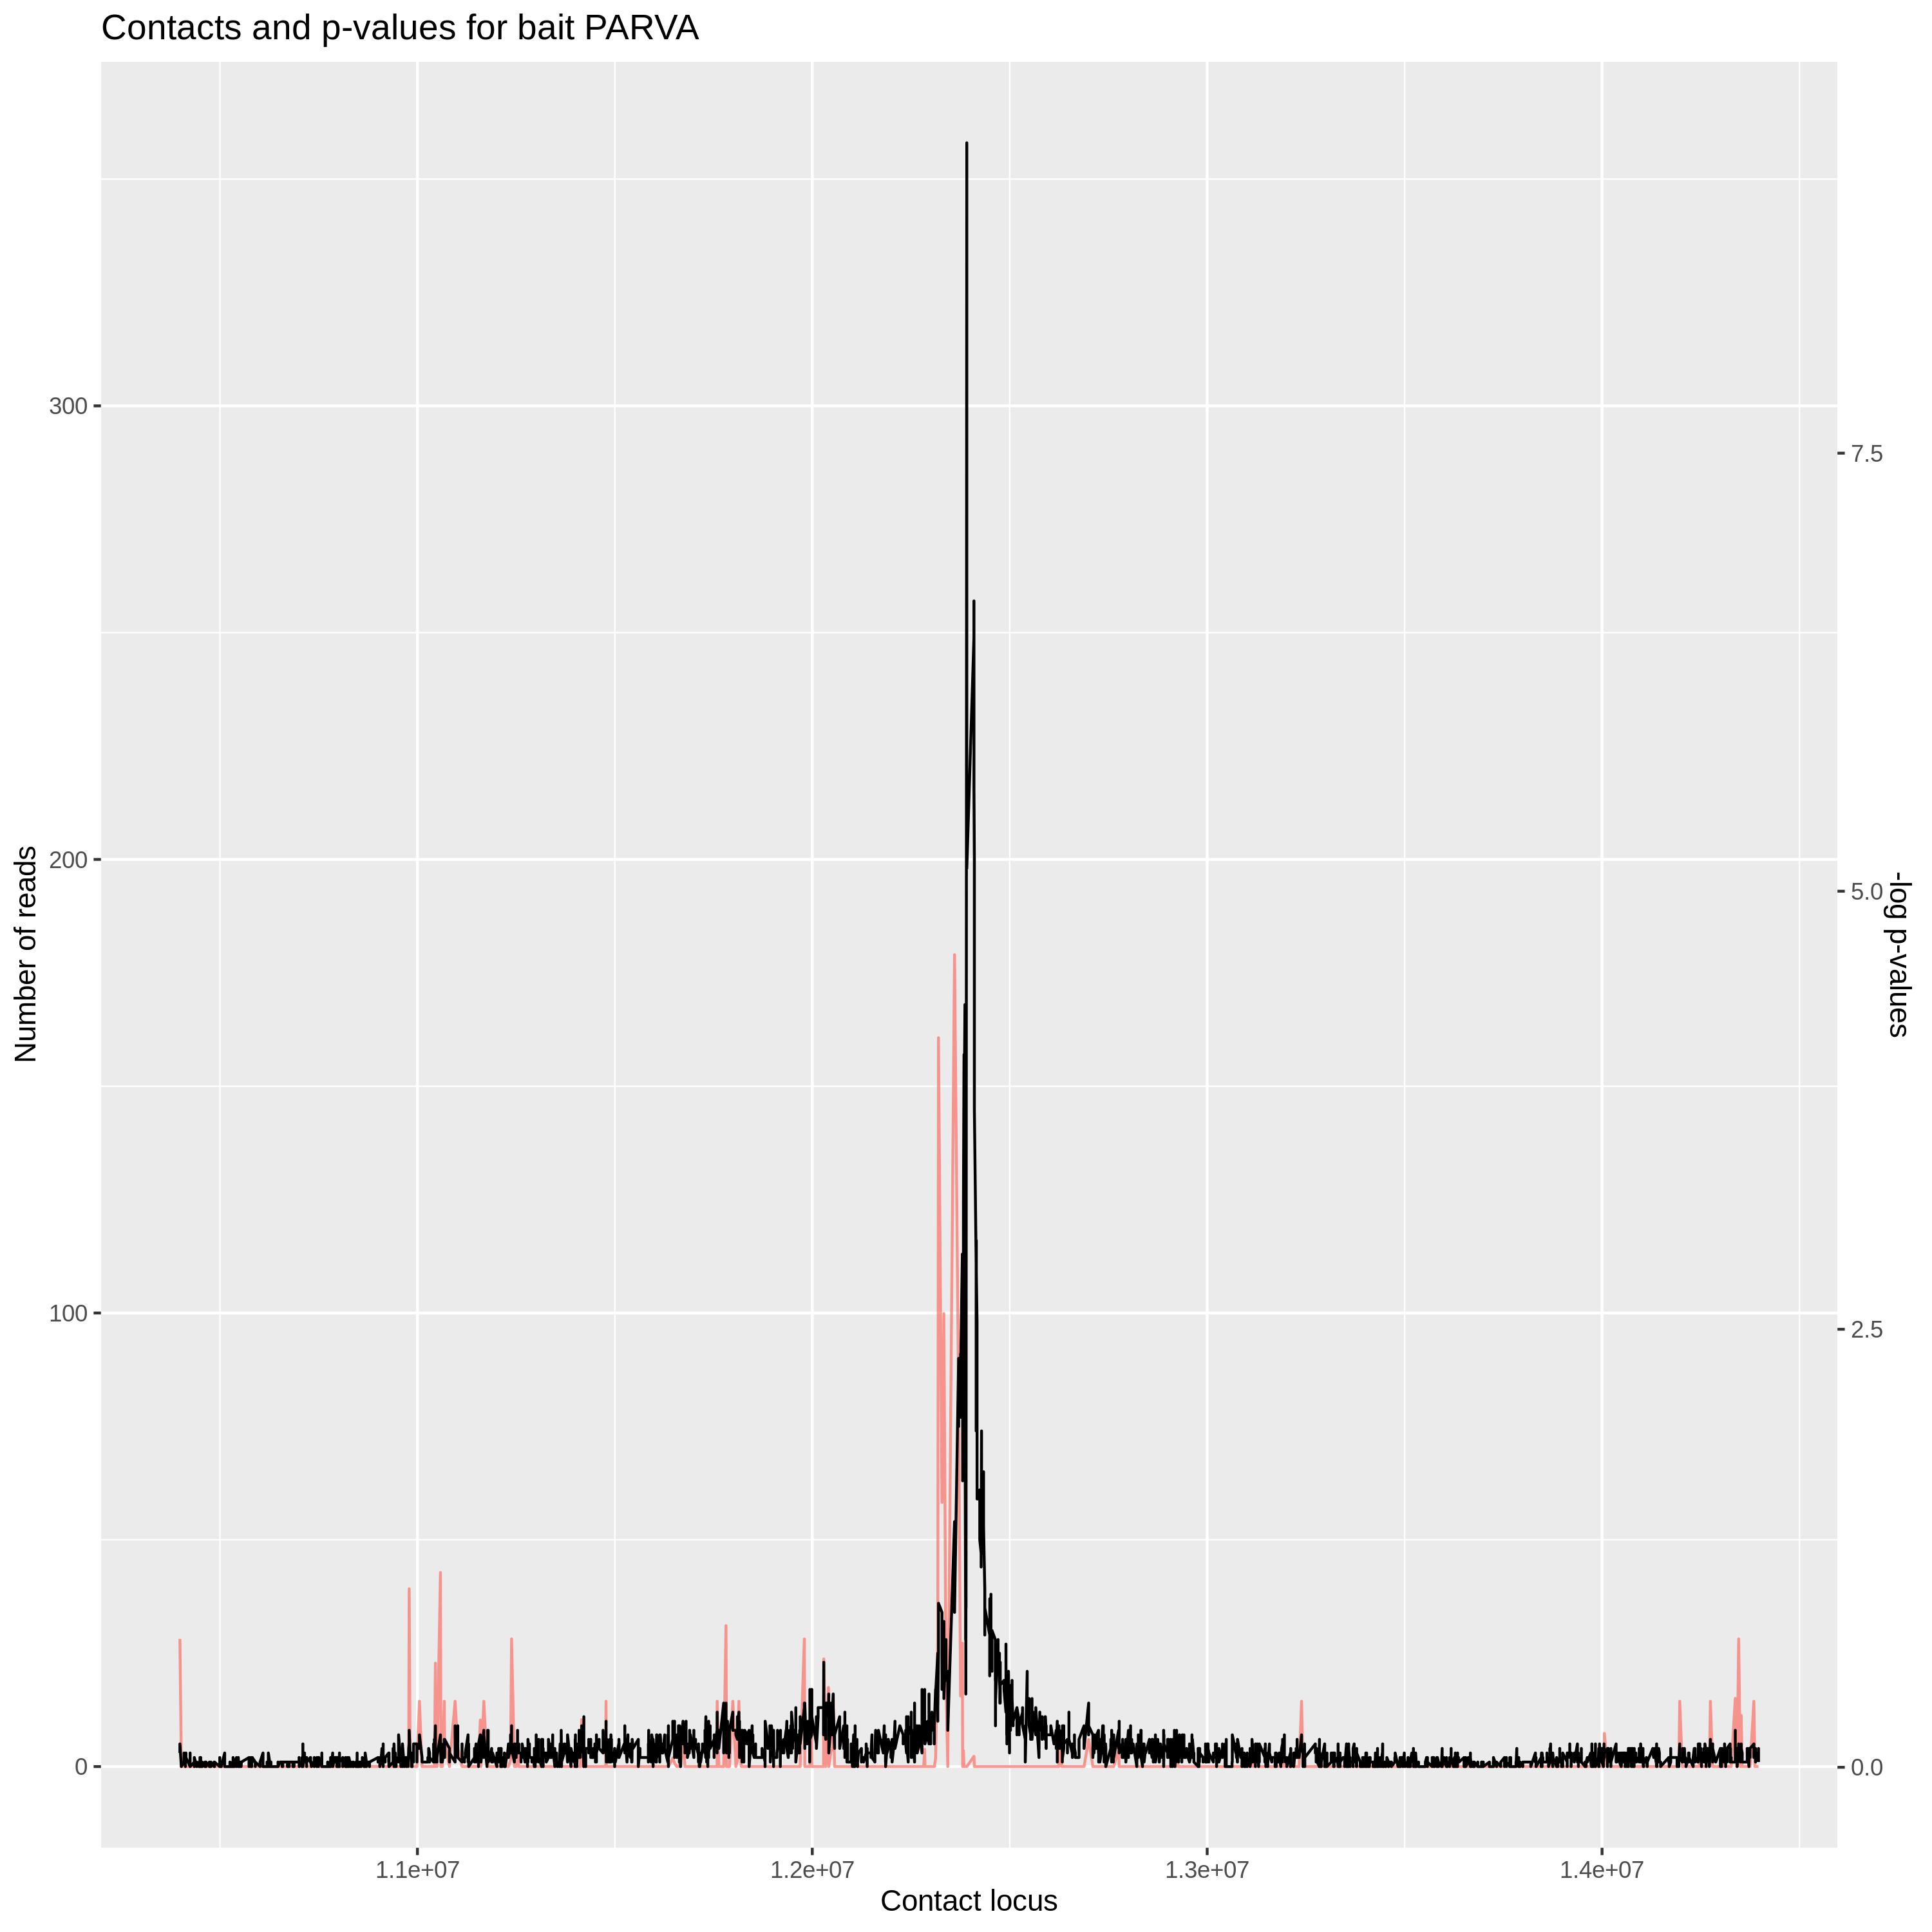 Contacts and p-values for bait PARVA
300
200
100
0
Number of reads
7.5
5.0
2.5
0.0
-log p-values
1.1e+07
1.2e+07
1.3e+07
1.4e+07
Contact locus